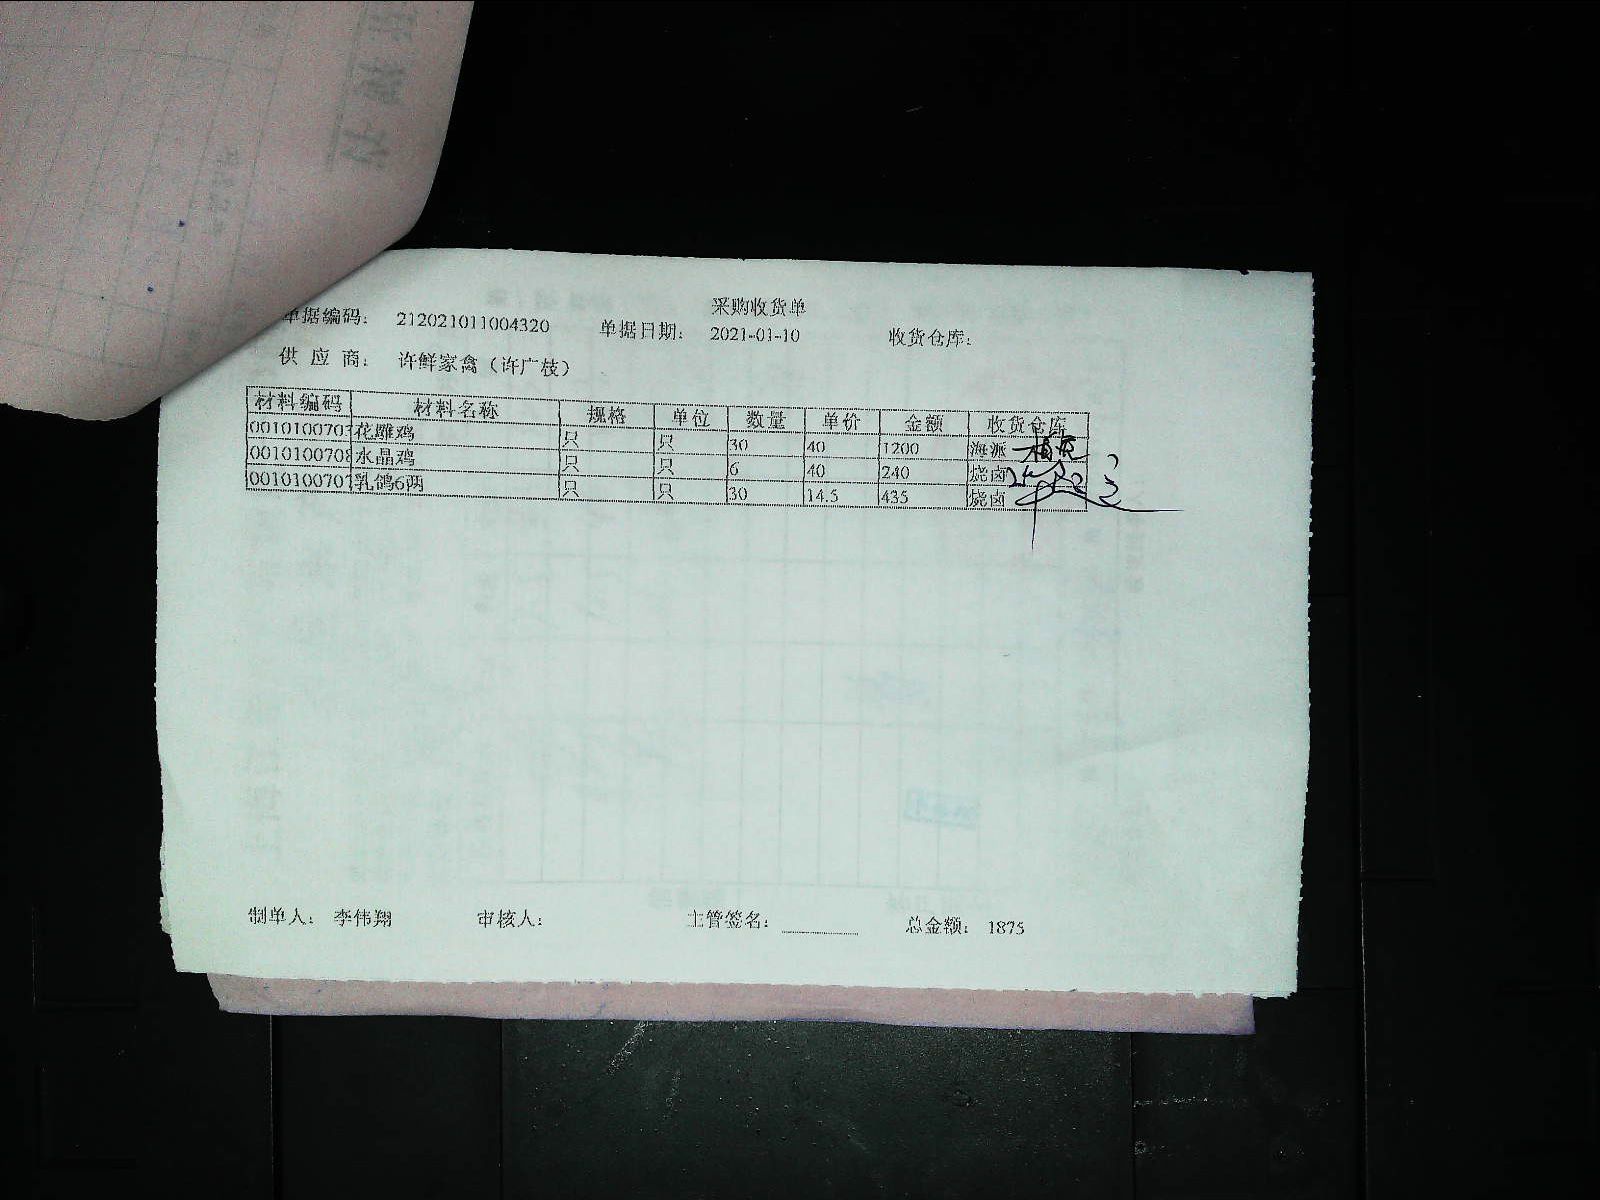 采购收货单
单据编码： 212021011004320 单据日期： 2021-01-10 收货仓库：
供 应 商： 许鲜家禽（许广枝）
材料编码 材料名称 规格 单位 数量 单价 金额 收货仓库
001010070 花雕鸡 只 只 30 40 1200 海派
0010100708 水晶鸡 只 只 6 40 240 烧卤
001010070 乳鸽6两 只 只 30 14.5 435 烧卤
制单人： 李伟翔 审核人： 主管签名： 总金额： 1875